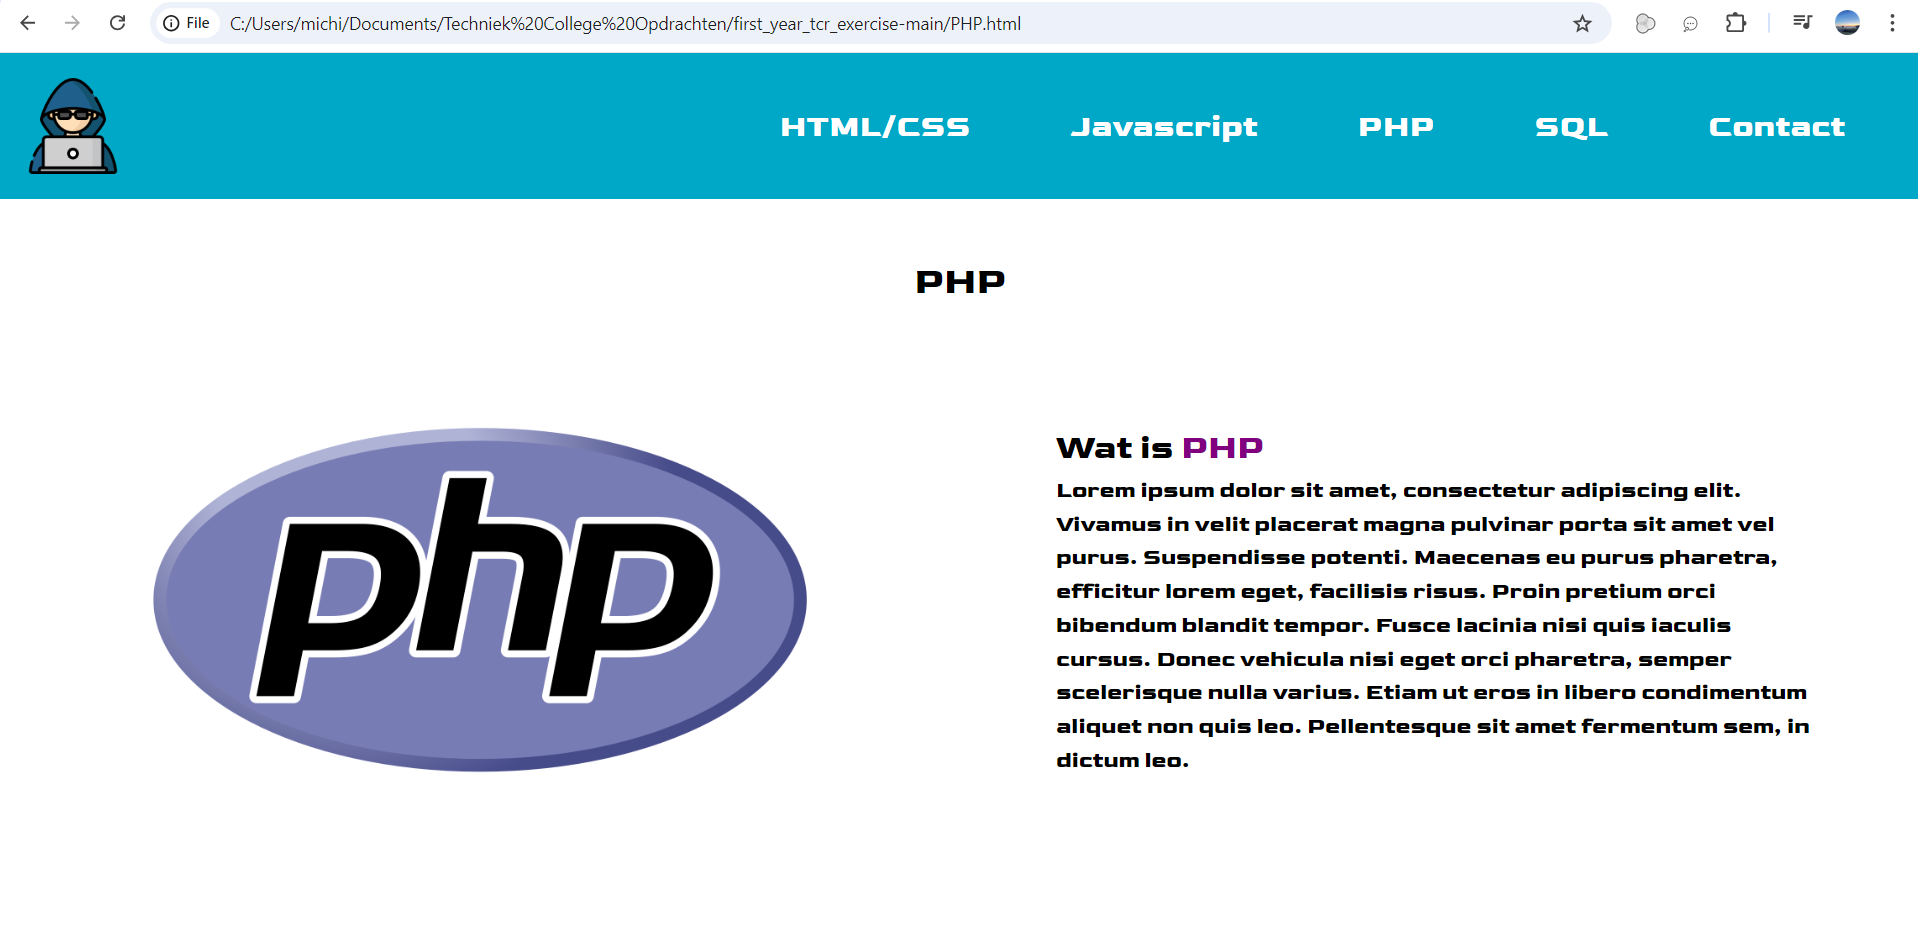 File C:/Users/michi/Documents/Techniek%20College%20Opdrachten/first_year_tcr_exercise-main/PHP.html
HTML/CSS Javascript PHP SQL Contact
PHP
php
Wat is PHP
Lorem ipsum dolor sit amet, consectetur adipiscing elit.
Vivamus in velit placerat magna pulvinar porta sit amet vel
purus. Suspendisse potenti. Maecenas eu purus pharetra,
efficitur lorem eget, facilisis risus. Proin pretium orci
bibendum blandit tempor. Fusce lacinia nisi quis iaculis
cursus. Donec vehicula nisi eget orci pharetra, semper
scelerisque nulla varius. Etiam ut eros in libero condimentum
aliquet non quis leo. Pellentesque sit amet fermentum sem, in
dictum leo.